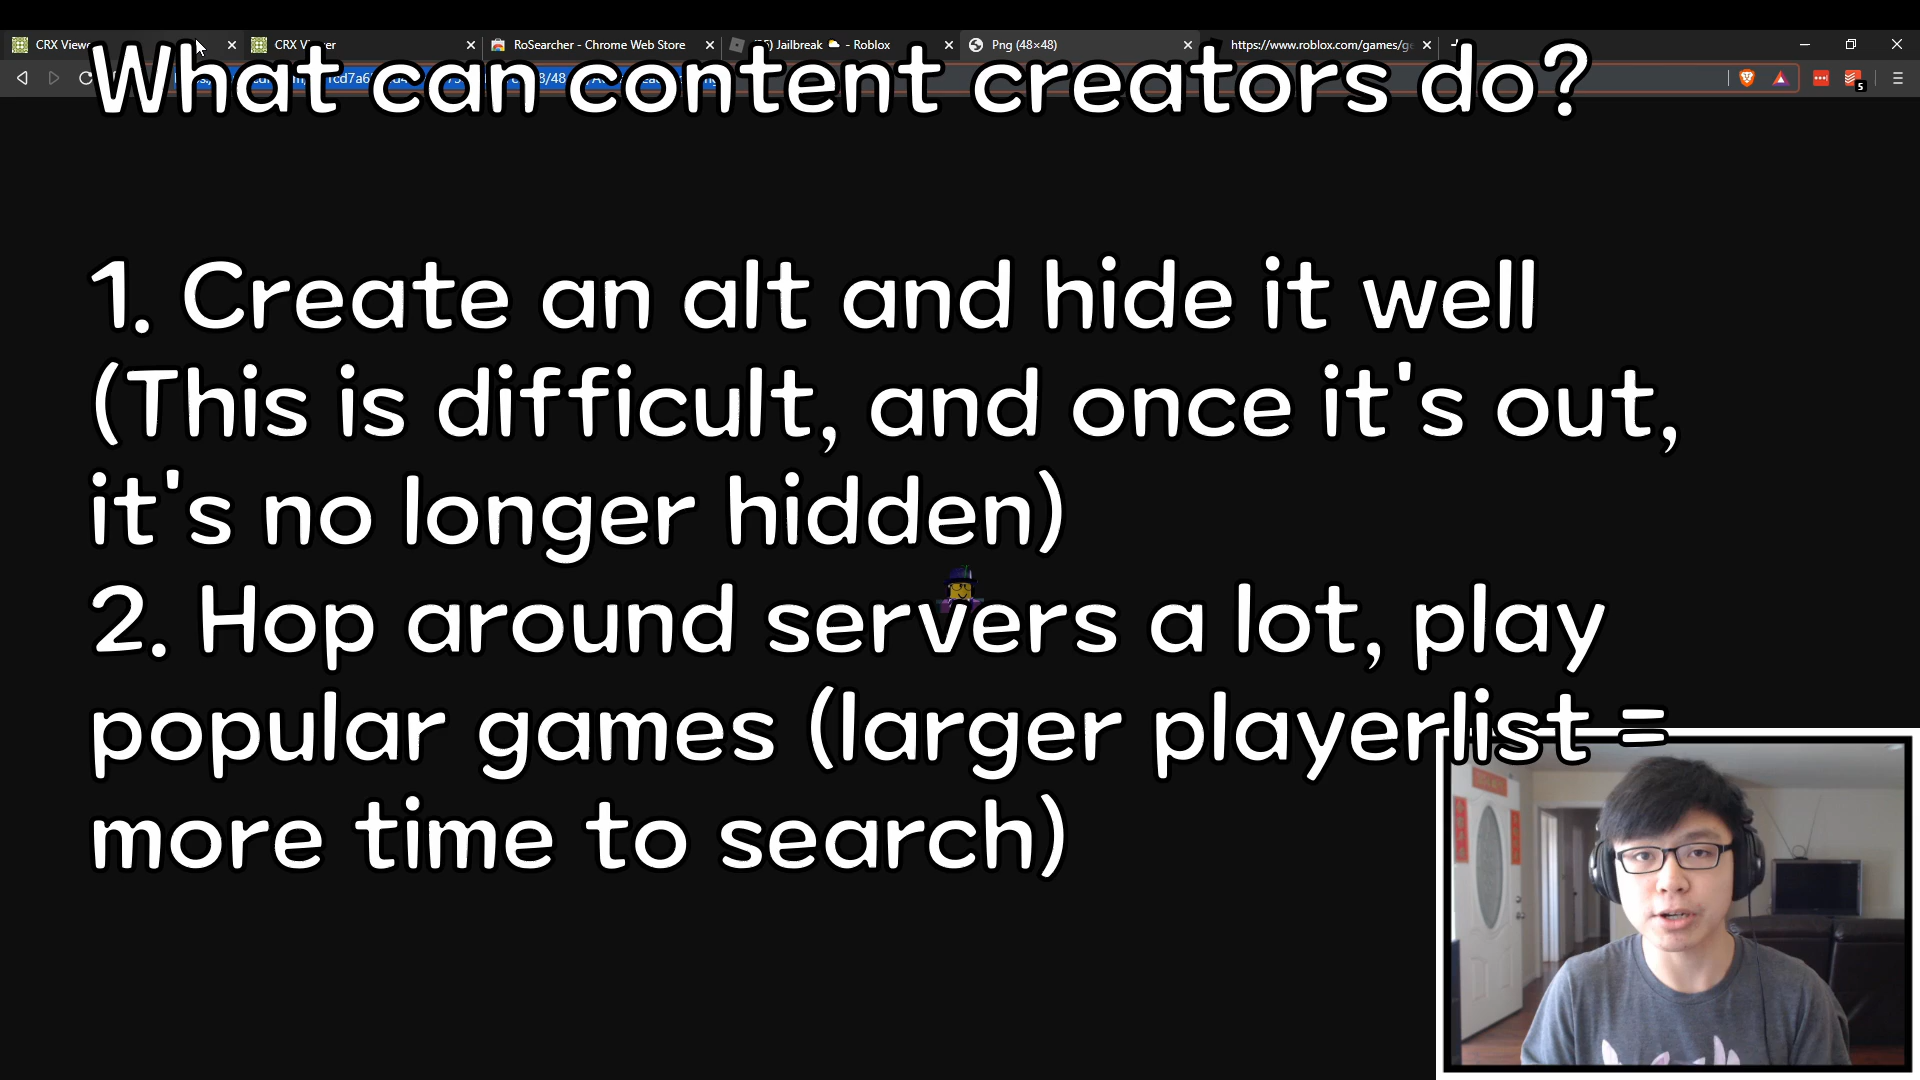 CRX Viewer
RoSearcher - Chrome Web Store
Jailbreak - Roblox
Png (48×48)
https://www.roblox.com/games/g
5
What can content creators do?
1. Create an alt and hide it well
(This is difficult, and once it's out,
it's no longer hidden)
2. Hop around servers a lot, play
popular games (larger playerlist =
more time to search)